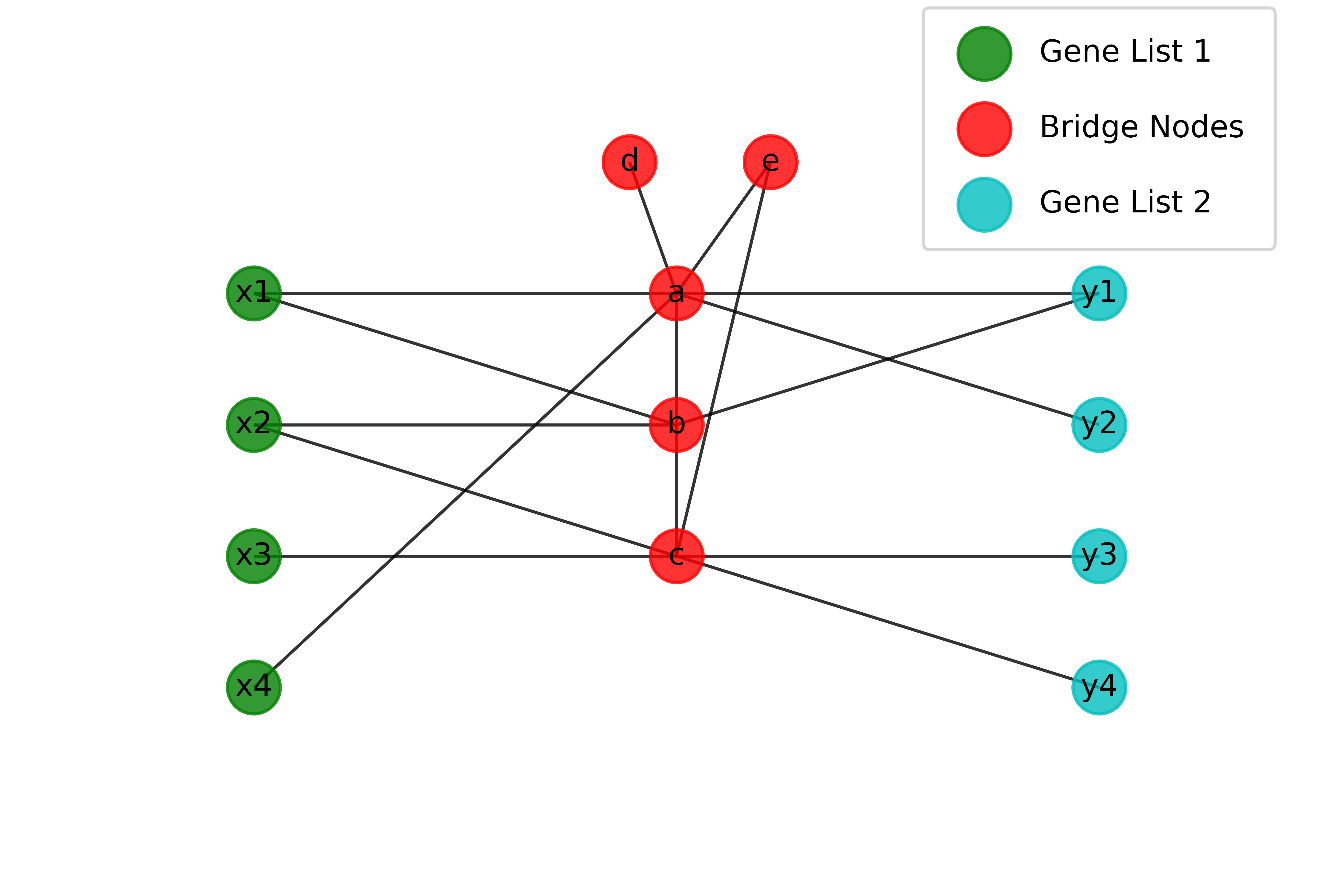 Gene List 1
Bridge Nodes
Gene List 2
d e
x1 a y1
x2 b y2
x3 c y3
x4 y4